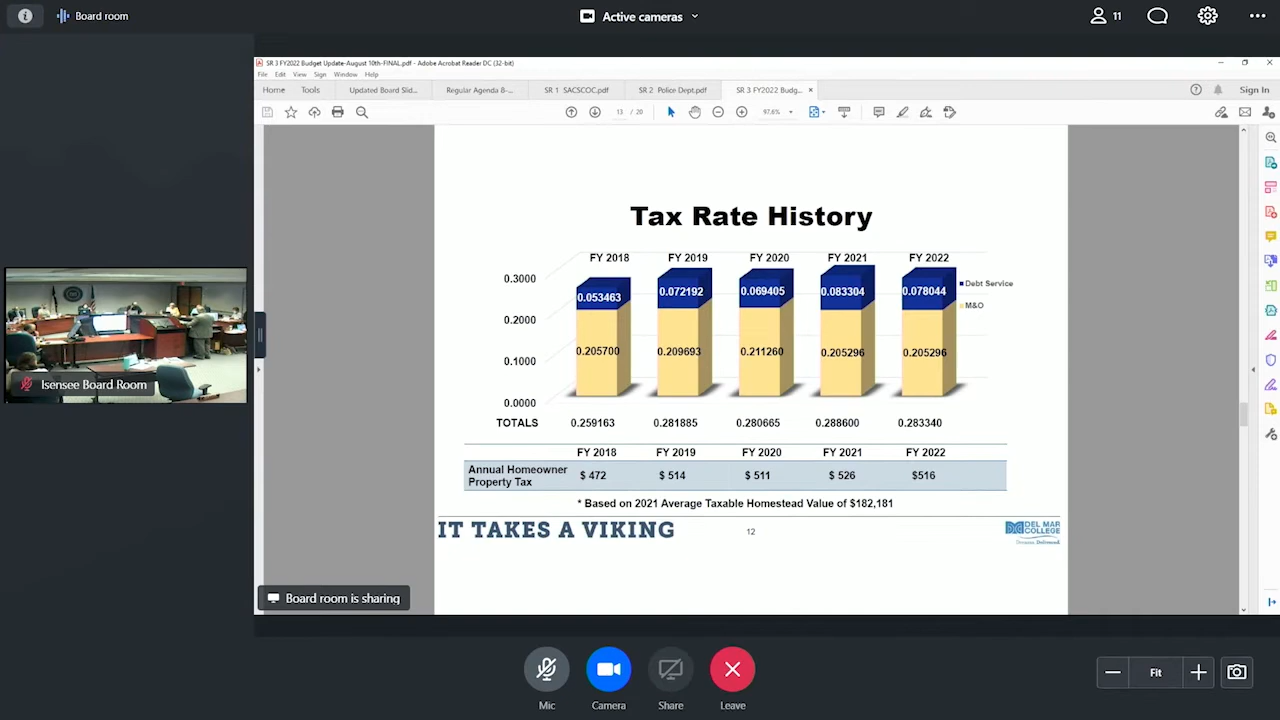 Board room
Active cameras
11
SR 3 FY2022 Budget Update-August 10th-FINAL.pdf - Adobe Acrobat Reader DC (32-bit)
File Edit View Sign Window Help
Home Tools Updated Board Slid... Regular Agenda 8-... SR 1 SACSCOC.pdf SR 2 Police Dept.pdf SR 3 FY2022 Budg... Sign In
13 / 20 97.6%
Tax Rate History
FY 2018 FY 2019 FY 2020 FY 2021 FY 2022
0.3000
0.053463 0.072192 0.069405 0.083304 0.078044 Debt Service
M&O
0.2000
0.205700 0.209693 0.211260 0.205296 0.205296
0.1000
0.0000
TOTALS 0.259163 0.281885 0.280665 0.288600 0.283340
FY 2018 FY 2019 FY 2020 FY 2021 FY 2022
Annual Homeowner
Property Tax $ 472 $ 514 $ 511 $ 526 $516
* Based on 2021 Average Taxable Homestead Value of $182,181
IT TAKES A VIKING 12 DEL MAR
COLLEGE
Dreams. Delivered.
Isensee Board Room
Board room is sharing
Mic Camera Share Leave
Fit